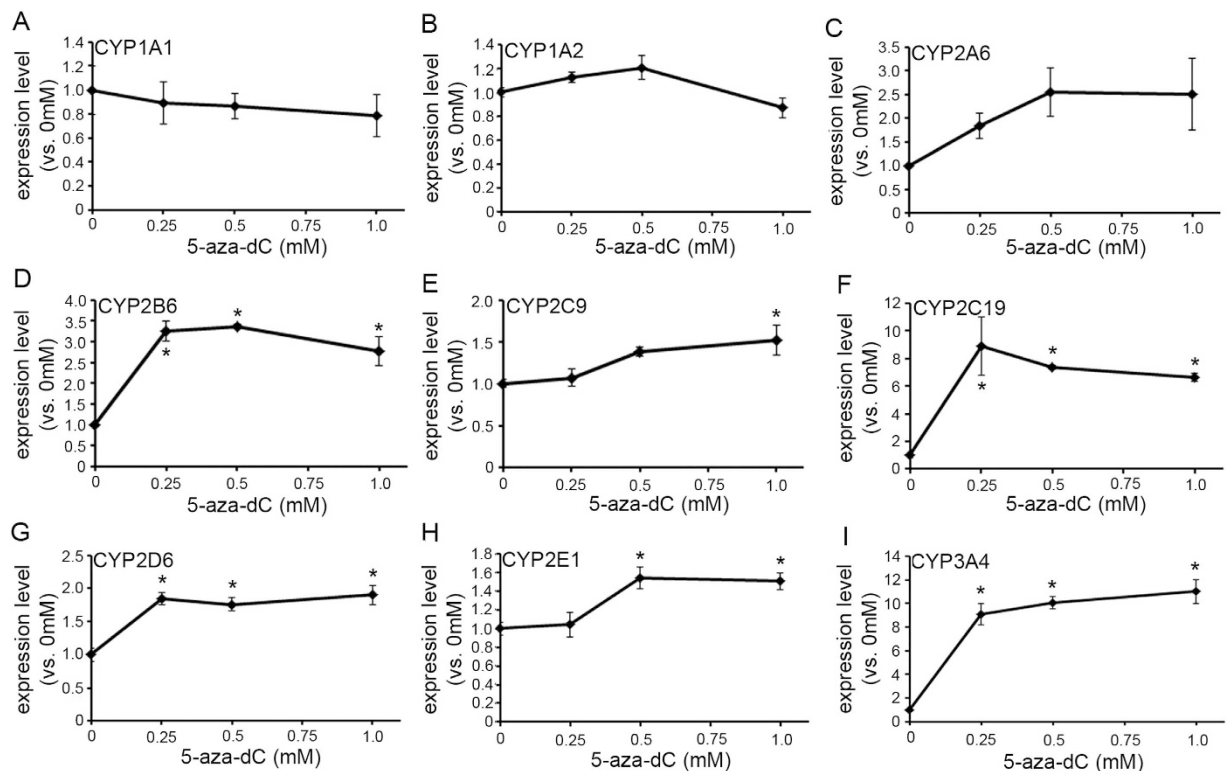 A
CYP1A1
expression level
(vs. 0mM)
1.4
1.2
1.0
0.8
0.6
0.4
0.2
0
0 0.25 0.5 0.75 1.0
5-aza-dC (mM)
B
CYP1A2
expression level
(vs. 0mM)
1.4
1.2
1.0
0.8
0.6
0.4
0.2
0
0 0.25 0.5 0.75 1.0
5-aza-dC (mM)
C
CYP2A6
expression level
(vs. 0mM)
3.5
3.0
2.5
2.0
1.5
1.0
0.5
0
0 0.25 0.5 0.75 1.0
5-aza-dC (mM)
D
CYP2B6
expression level
(vs. 0mM)
4.0
3.5
3.0
2.5
2.0
1.5
1.0
0.5
0
* * *
0 0.25 0.5 0.75 1.0
5-aza-dC (mM)
E
CYP2C9
expression level
(vs. 0mM)
2.0
1.5
1.0
0.5
0
*
0 0.25 0.5 0.75 1.0
5-aza-dC (mM)
F
CYP2C19
expression level
(vs. 0mM)
12
10
8
6
4
2
0
* * *
0 0.25 0.5 0.75 1.0
5-aza-dC (mM)
G
CYP2D6
expression level
(vs. 0mM)
2.5
2.0
1.5
1.0
0.5
0
* * *
0 0.25 0.5 0.75 1.0
5-aza-dC (mM)
H
CYP2E1
expression level
(vs. 0mM)
1.8
1.6
1.4
1.2
1.0
0.8
0.6
0.4
0.2
0
* *
0 0.25 0.5 0.75 1.0
5-aza-dC (mM)
I
CYP3A4
expression level
(vs. 0mM)
14
12
10
8
6
4
2
0
* * *
0 0.25 0.5 0.75 1.0
5-aza-dC (mM)